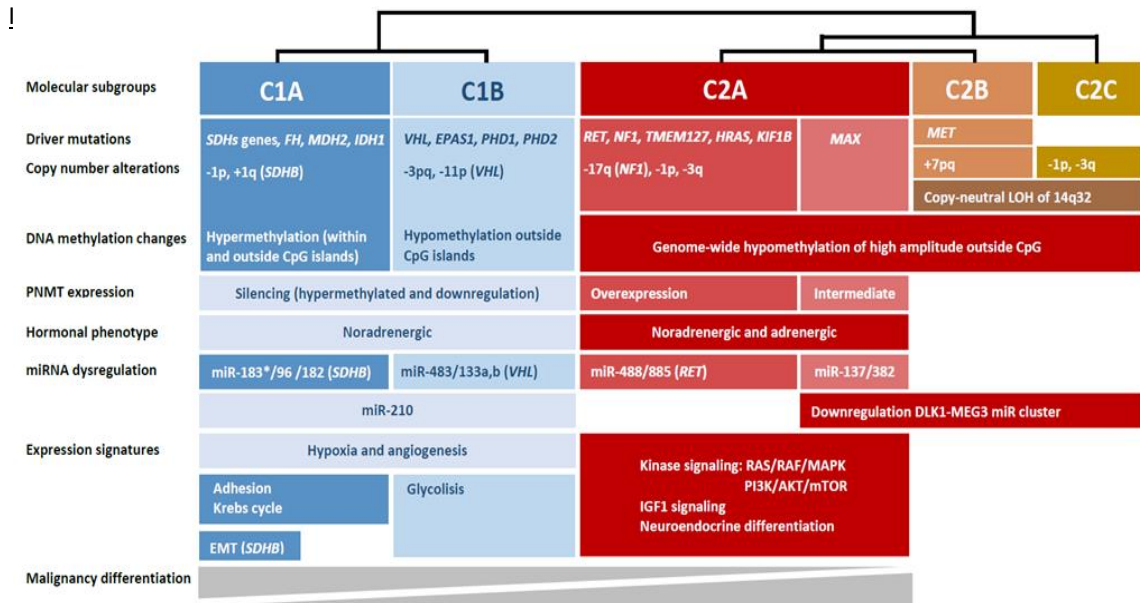 I
Molecular subgroups
C1A
C1B
C2A
C2B
C2C
Driver mutations
SDHs genes, FH, MDH2, IDH1
VHL, EPAS1, PHD1, PHD2
RET, NF1, TMEM127, HRAS, KIF1B
MAX
MET
Copy number alterations
-1p, +1q (SDHB)
-3pq, -11p (VHL)
-17q (NF1), -1p, -3q
+7pq
-1p, -3q
Copy-neutral LOH of 14q32
DNA methylation changes
Hypermethylation (within
and outside CpG islands)
Hypomethylation outside
CpG islands
Genome-wide hypomethylation of high amplitude outside CpG
PNMT expression
Silencing (hypermethylated and downregulation)
Overexpression
Intermediate
Hormonal phenotype
Noradrenergic
Noradrenergic and adrenergic
miRNA dysregulation
miR-183*/96 /182 (SDHB)
miR-483/133a,b (VHL)
miR-488/885 (RET)
miR-137/382
miR-210
Downregulation DLK1-MEG3 miR cluster
Expression signatures
Hypoxia and angiogenesis
Kinase signaling: RAS/RAF/MAPK
PI3K/AKT/mTOR
IGF1 signaling
Neuroendocrine differentiation
Adhesion
Krebs cycle
Glycolisis
EMT (SDHB)
Malignancy differentiation